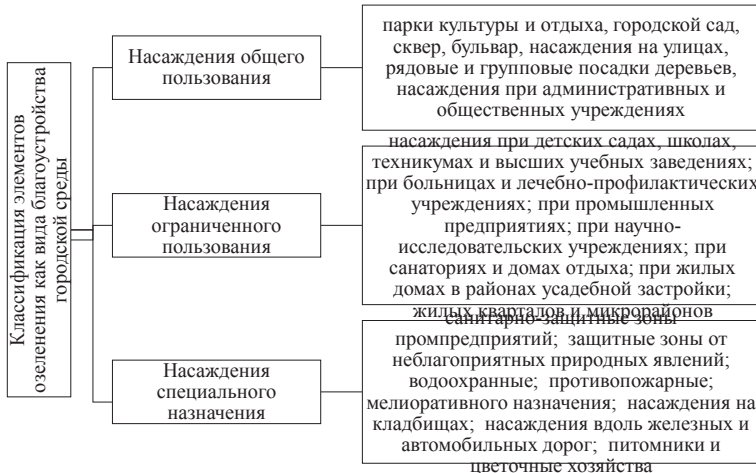 Классификация элементов
озеленения как вида благоустройства
городской среды
Насаждения общего
пользования
парки культуры и отдыха, городской сад,
сквер, бульвар, насаждения на улицах,
рядовые и групповые посадки деревьев,
насаждения при административных и
общественных учреждениях
Насаждения
ограниченного
пользования
насаждения при детских садах, школах,
техникумах и высших учебных заведениях;
при больницах и лечебно-профилактических
учреждениях; при промышленных
предприятиях; при научно-
исследовательских учреждениях; при
санаториях и домах отдыха; при жилых
домах в районах усадебной застройки;
жилых кварталов и микрорайонов
Насаждения
специального
назначения
санитарно-защитные зоны
промпредприятий; защитные зоны от
неблагоприятных природных явлений;
водоохранные; противопожарные;
мелиоративного назначения; насаждения на
кладбищах; насаждения вдоль железных и
автомобильных дорог; питомники и
цветочные хозяйства